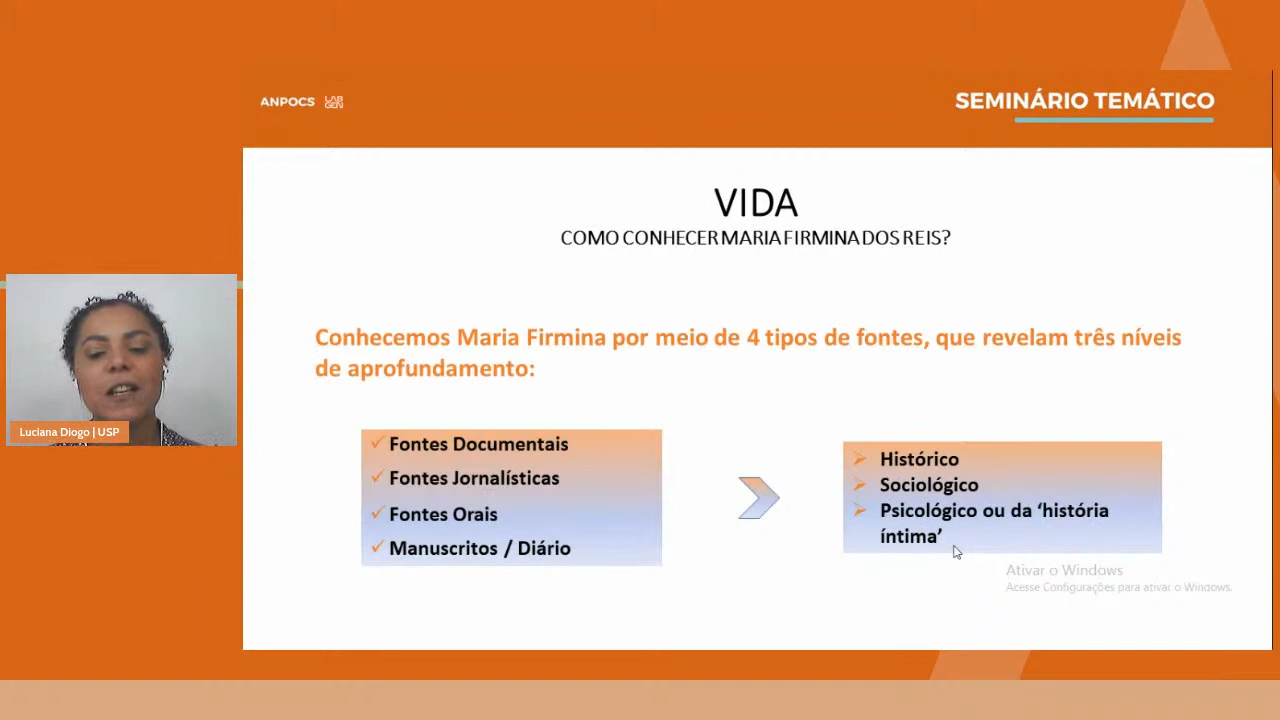 ANPOCS LAB GEN
SEMINÁRIO TEMÁTICO
VIDA
COMO CONHECER MARIA FIRMINA DOS REIS?
Conhecemos Maria Firmina por meio de 4 tipos de fontes, que revelam três níveis
de aprofundamento:
Fontes Documentais
Fontes Jornalísticas
Fontes Orais
Manuscritos / Diário
Histórico
Sociológico
Psicológico ou da ‘história
íntima’
Ativar o Windows
Acesse Configurações para ativar o Windows.
Luciana Diogo | USP